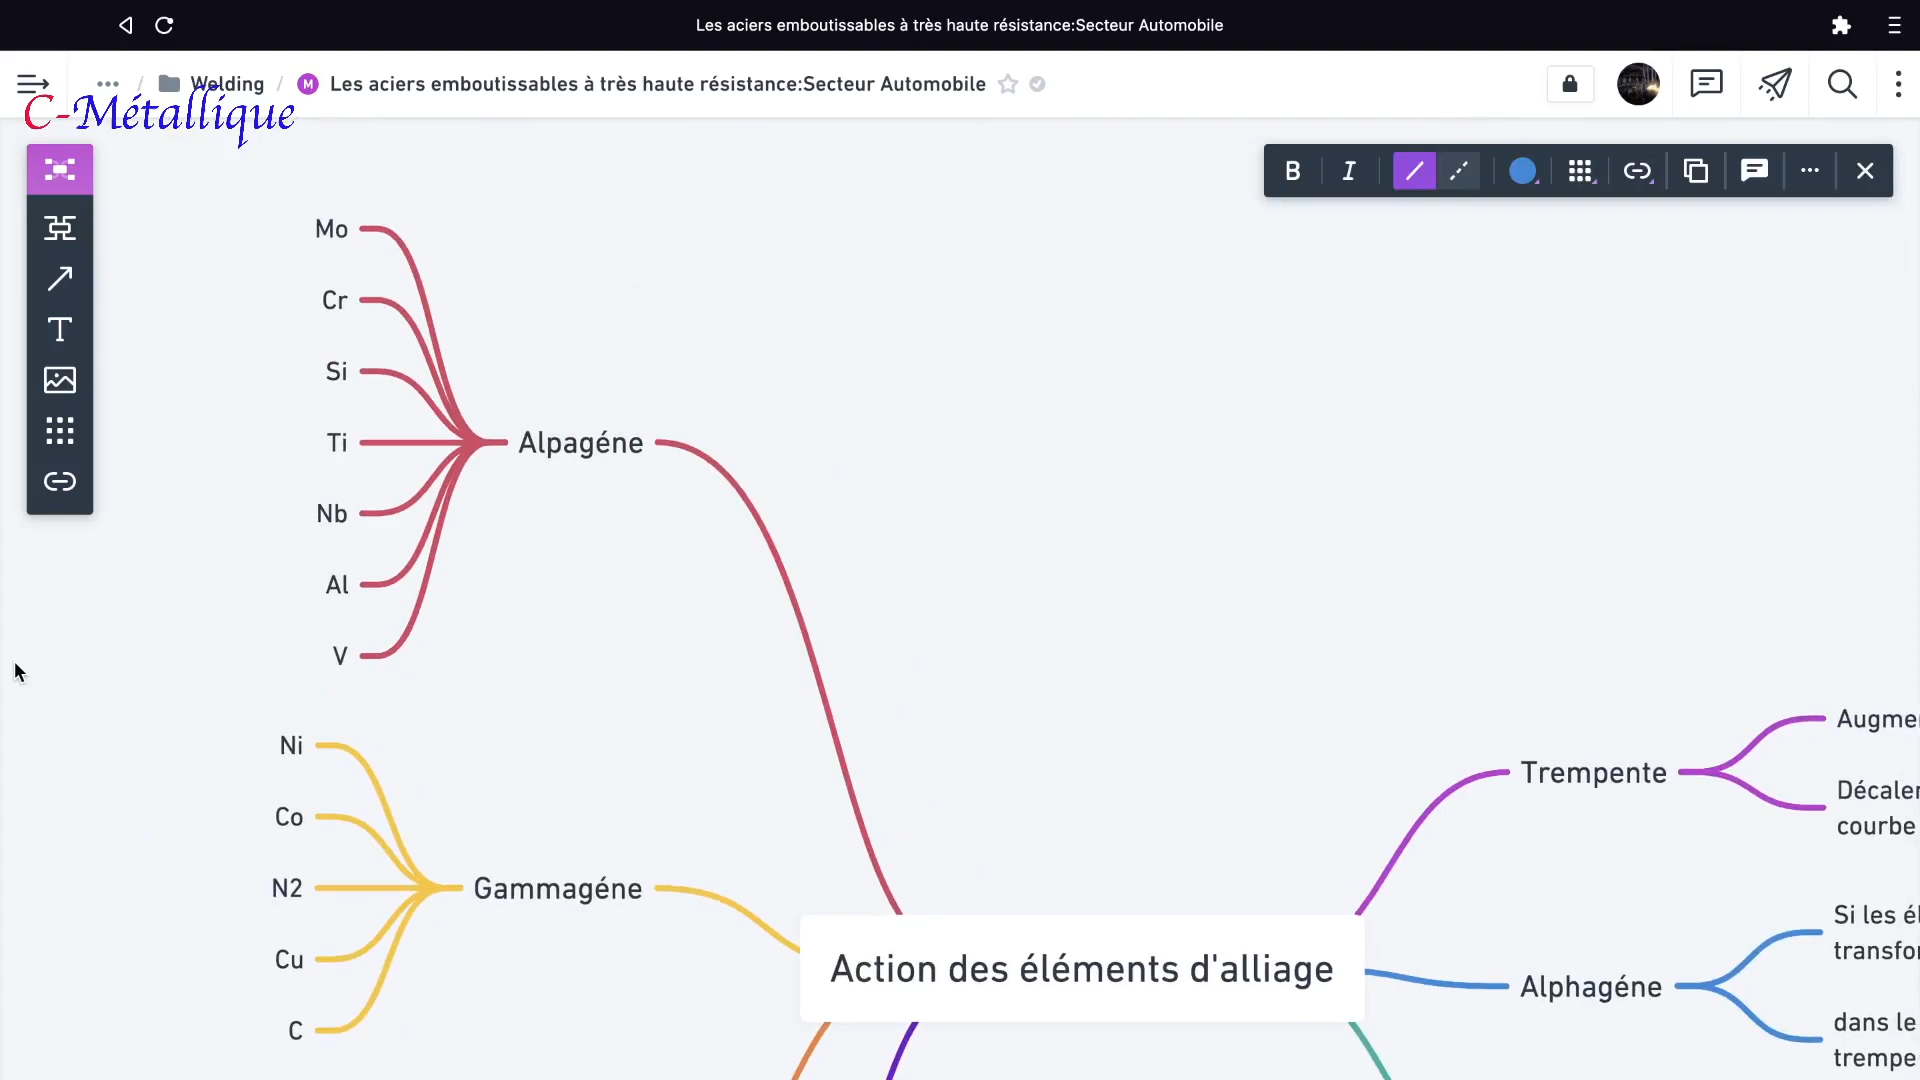 Les aciers emboutissables à très haute résistance:Secteur Automobile
Welding / M Les aciers emboutissables à très haute résistance:Secteur Automobile
C-Métallique
B I
Mo
Cr
Si
Ti
Alpagéne
Nb
Al
V
Ni
Co
N2
Gammagéne
Cu
C
Action des éléments d'alliage
Trempente
Décaler
courbe
Alphagéne
Si les
dans le
trempe